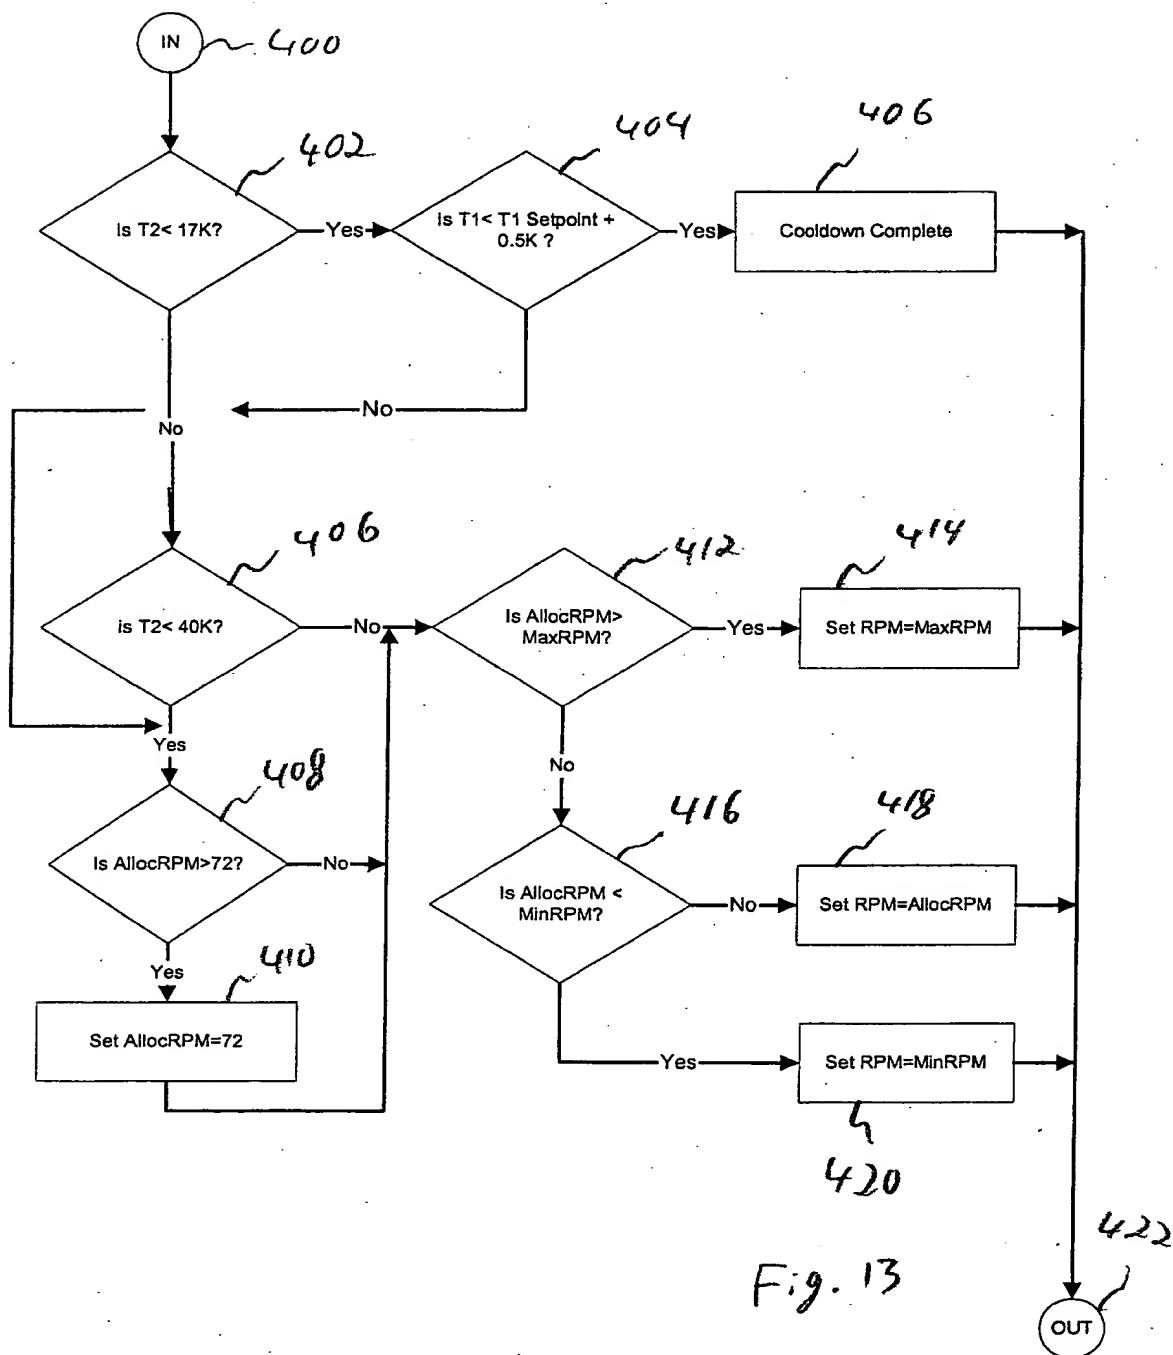 IN
400
402
404
406
Is T2< 17K?
Yes
Is T1< T1 Setpoint +
0.5K ?
Yes
Cooldown Complete
No
No
406
412
414
is T2< 40K?
No
Is AllocRPM>
MaxRPM?
Yes
Set RPM=MaxRPM
Yes
No
408
416
418
Is AllocRPM>72?
No
Is AllocRPM <
MinRPM?
No
Set RPM=AllocRPM
Yes
410
Set AllocRPM=72
Yes
Set RPM=MinRPM
420
422
Fig. 13
OUT